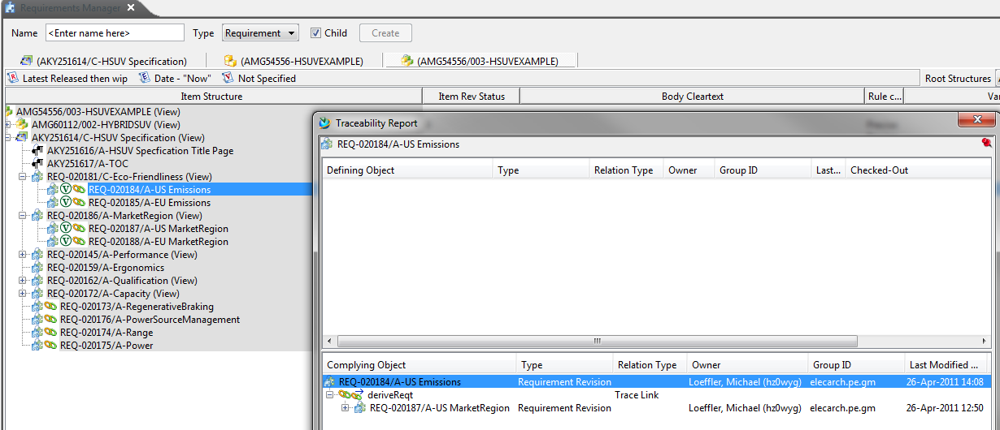 Requirements Manager
Name <Enter name here> Type Requirement Child Create
(AKY251614/C-HSUV Specification) (AMG54556-HSUVEXAMPLE) (AMG54556/003-HSUVEXAMPLE)
Latest Released then wip Date - "Now" Not Specified Root Structures
Item Structure Item Rev Status Body Cleartext Rule c... Var
AMG54556/003-HSUVEXAMPLE (View)
AMG60112/002-HYBRIDSUV (View)
AKY251614/C-HSUV Specification (View)
AKY251616/A-HSUV Specfication Title Page
AKY251617/A-TOC
REQ-020181/C-Eco-Friendliness (View)
REQ-020184/A-US Emissions
REQ-020185/A-EU Emissions
REQ-020186/A-MarketRegion (View)
REQ-020187/A-US MarketRegion
REQ-020188/A-EU MarketRegion
REQ-020145/A-Performance (View)
REQ-020159/A-Ergonomics
REQ-020162/A-Qualification (View)
REQ-020172/A-Capacity (View)
REQ-020173/A-RegenerativeBraking
REQ-020176/A-PowerSourceManagement
REQ-020174/A-Range
REQ-020175/A-Power
Traceability Report
REQ-020184/A-US Emissions
Defining Object Type Relation Type Owner Group ID Last... Checked-Out
Complying Object Type Relation Type Owner Group ID Last Modified ...
REQ-020184/A-US Emissions Requirement Revision Loeffler, Michael (hz0wyg) elecarch.pe.gm 26-Apr-2011 14:08
deriveReqt Trace Link
REQ-020187/A-US MarketRegion Requirement Revision Loeffler, Michael (hz0wyg) elecarch.pe.gm 26-Apr-2011 12:50